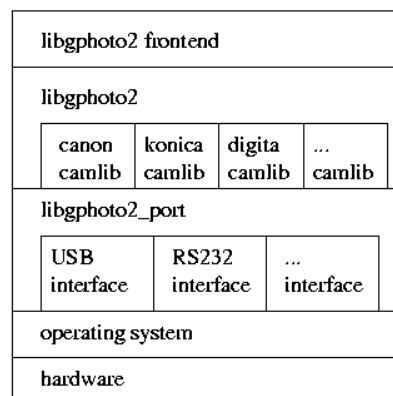 libgphoto2 frontend
libgphoto2
canon konica digita ...
camlib camlib camlib camlib
libgphoto2_port
USB RS232 ...
interface interface interface
operating system
hardware